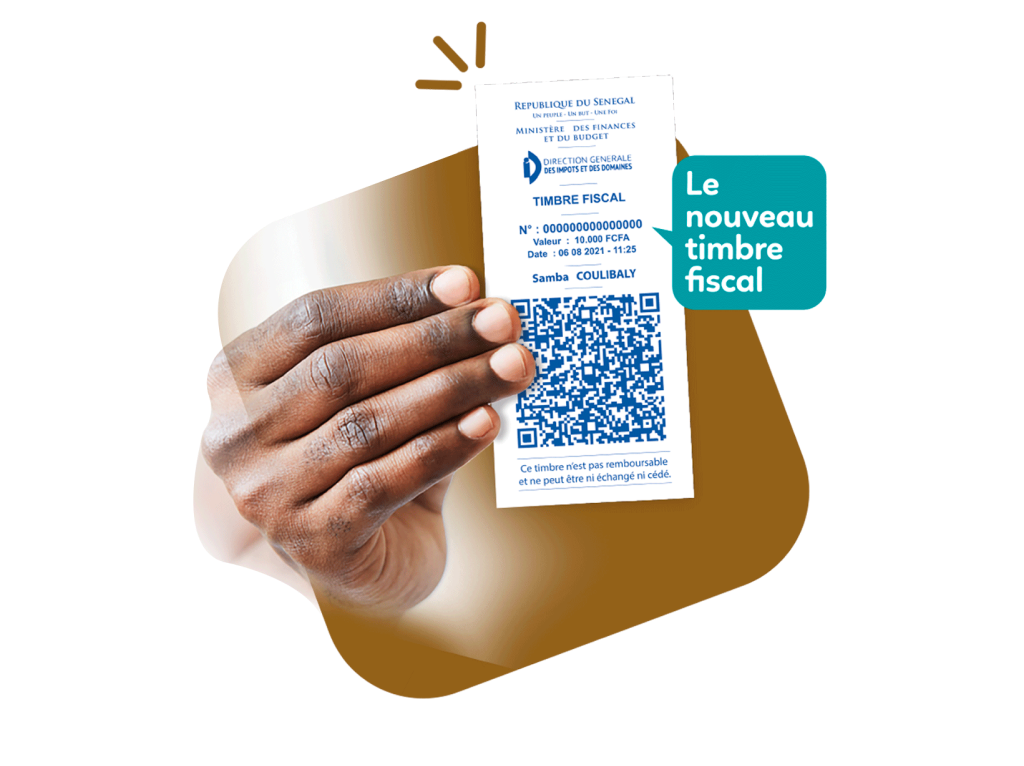 REPUBLIQUE DU SENEGAL
UN PEUPLE - UN BUT - UNE FOI
MINISTÈRE DES FINANCES
ET DU BUDGET
DIRECTION GENERALE
DES IMPOTS ET DES DOMAINES
TIMBRE FISCAL
N° : 000000000000000
Valeur : 10.000 FCFA
Date : 06 08 2021 - 11:25
Samba COULIBALY
Ce timbre n'est pas remboursable
et ne peut être ni échangé ni cédé.
Le
nouveau
timbre
fiscal